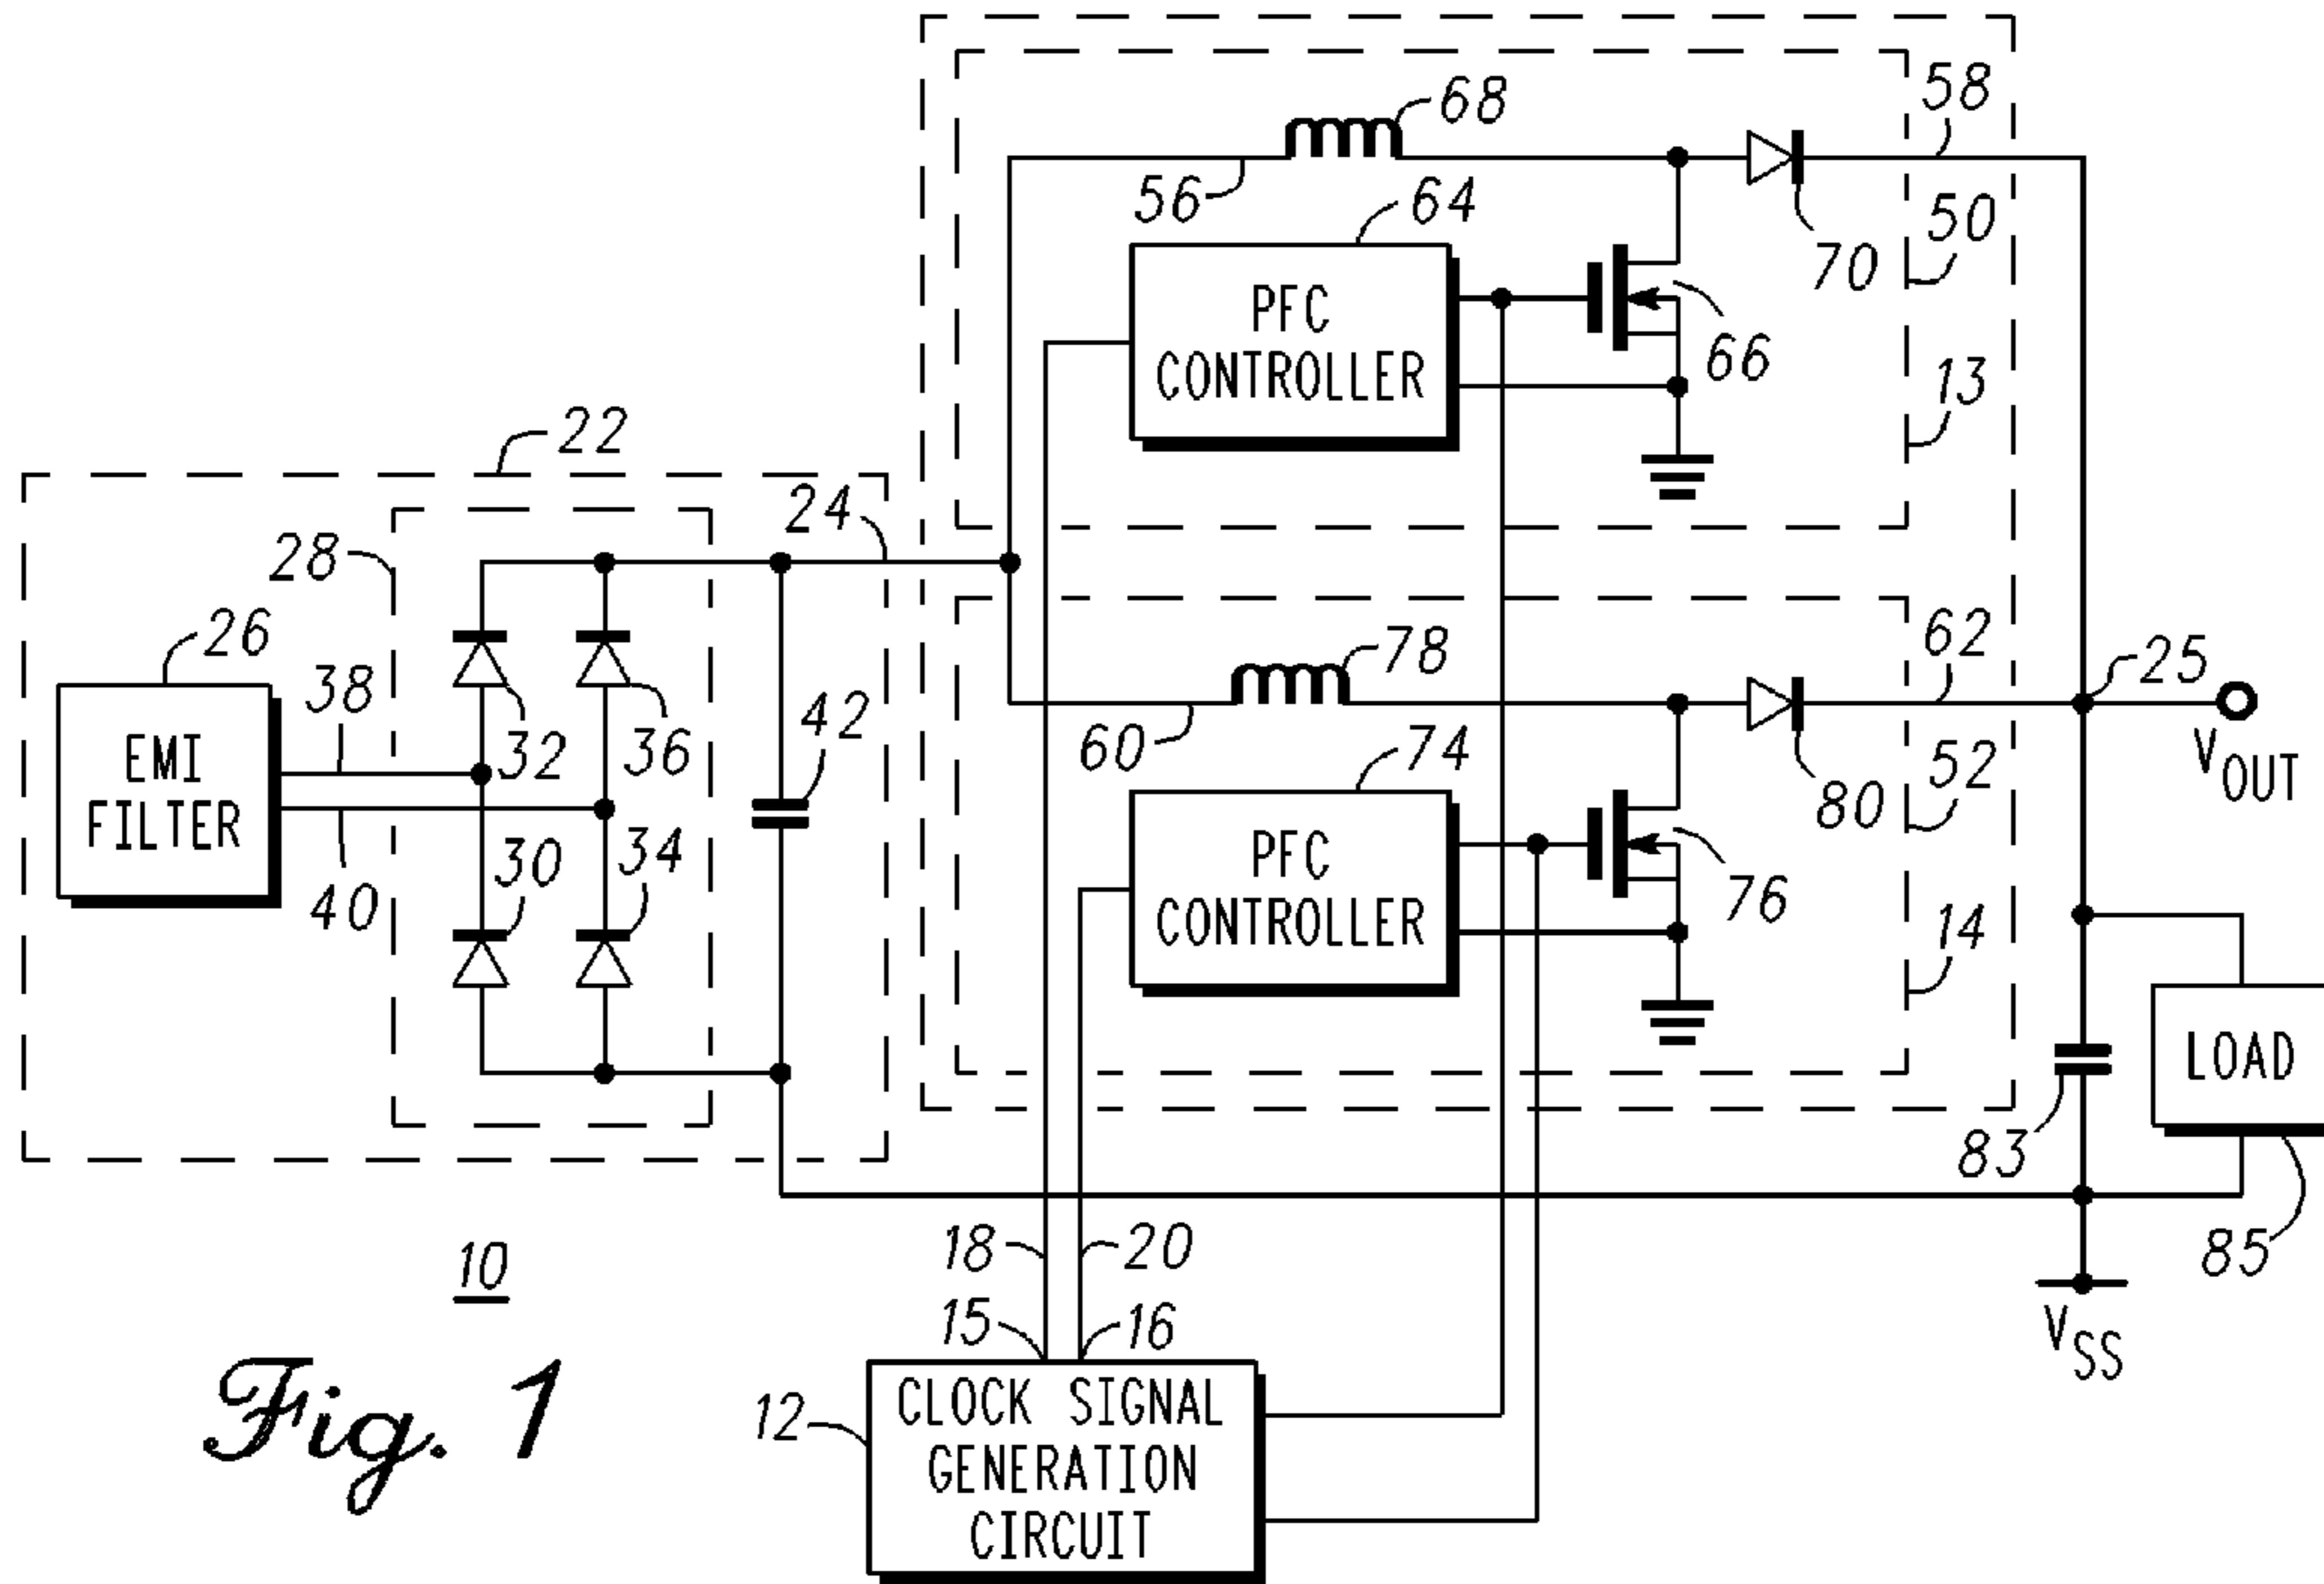 68
58
56
64
50
70
PFC
CONTROLLER
66
13
22
24
28
26
38
78
62
25
42
32
36
60
74
EMI
FILTER
VOUT
52
80
PFC
CONTROLLER
30
34
76
40
14
LOAD
83
18
20
85
10
15
16
VSS
12
CLOCK SIGNAL
GENERATION
CIRCUIT
Fig. 1